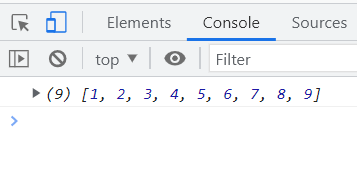 Elements Console Sources
top Filter
(9) [1, 2, 3, 4, 5, 6, 7, 8, 9]